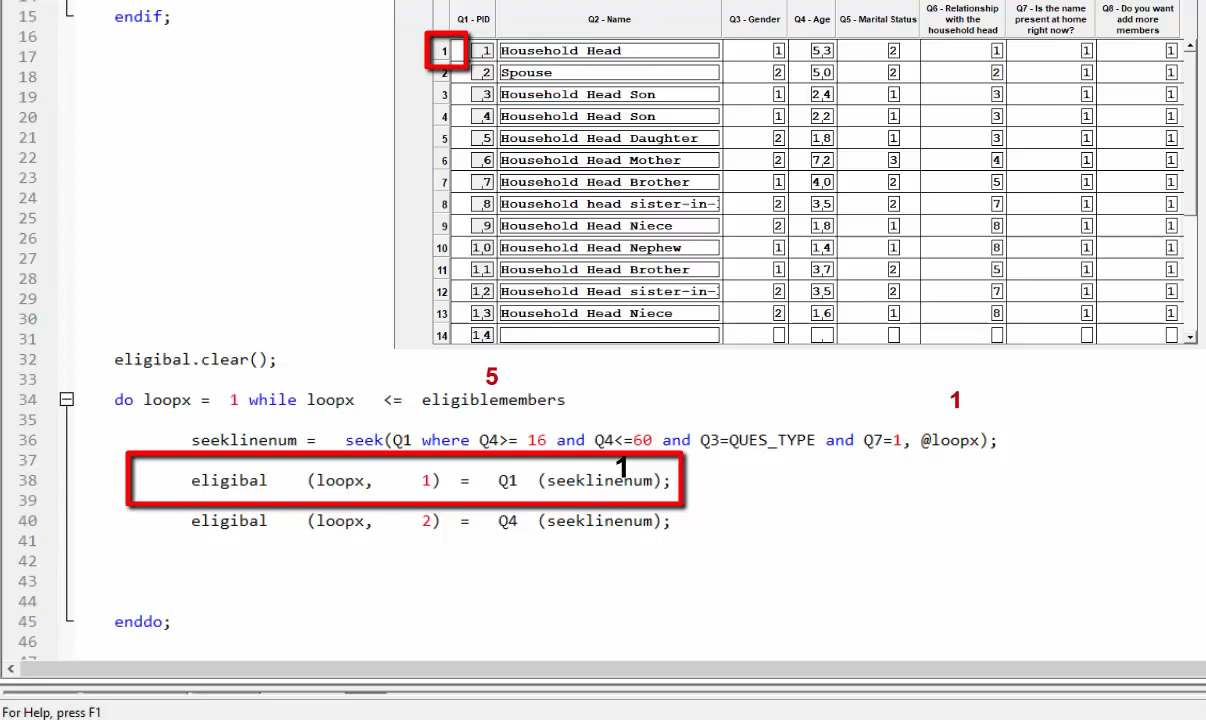 15 endif;
16
17
18
19
20
21
22
23
24
25
26
27
28
29
30
31
Q1 - PID Q2 - Name Q3 - Gender Q4 - Age Q5 - Marital Status Q6 - Relationship with the household head Q7 - Is the name present at home right now? Q8 - Do you want add more members
1 1 Household Head 1 53 2 1 1 1
2 2 Spouse 2 50 2 2 1 1
3 3 Household Head Son 1 24 1 3 1 1
4 4 Household Head Son 1 22 1 3 1 1
5 5 Household Head Daughter 2 18 1 3 1 1
6 6 Household Head Mother 2 72 3 4 1 1
7 7 Household Head Brother 1 40 2 5 1 1
8 8 Household head sister-in- 2 35 2 7 1 1
9 9 Household Head Niece 2 18 1 8 1 1
10 10 Household Head Nephew 1 14 1 8 1 1
11 11 Household Head Brother 1 37 2 5 1 1
12 12 Household Head sister-in- 2 35 2 7 1 1
13 13 Household Head Niece 2 16 1 8 1 1
14 14
32 eligibal.clear();
33
5
34 do loopx = 1 while loopx <= eligiblemembers
1
35
36 seeklinenum = seek(Q1 where Q4>= 16 and Q4<=60 and Q3=QUES_TYPE and Q7=1, @loopx);
37
1
38 eligibal (loopx, 1) = Q1 (seeklinenum);
39
40 eligibal (loopx, 2) = Q4 (seeklinenum);
41
42
43
44
45 enddo;
46
For Help, press F1